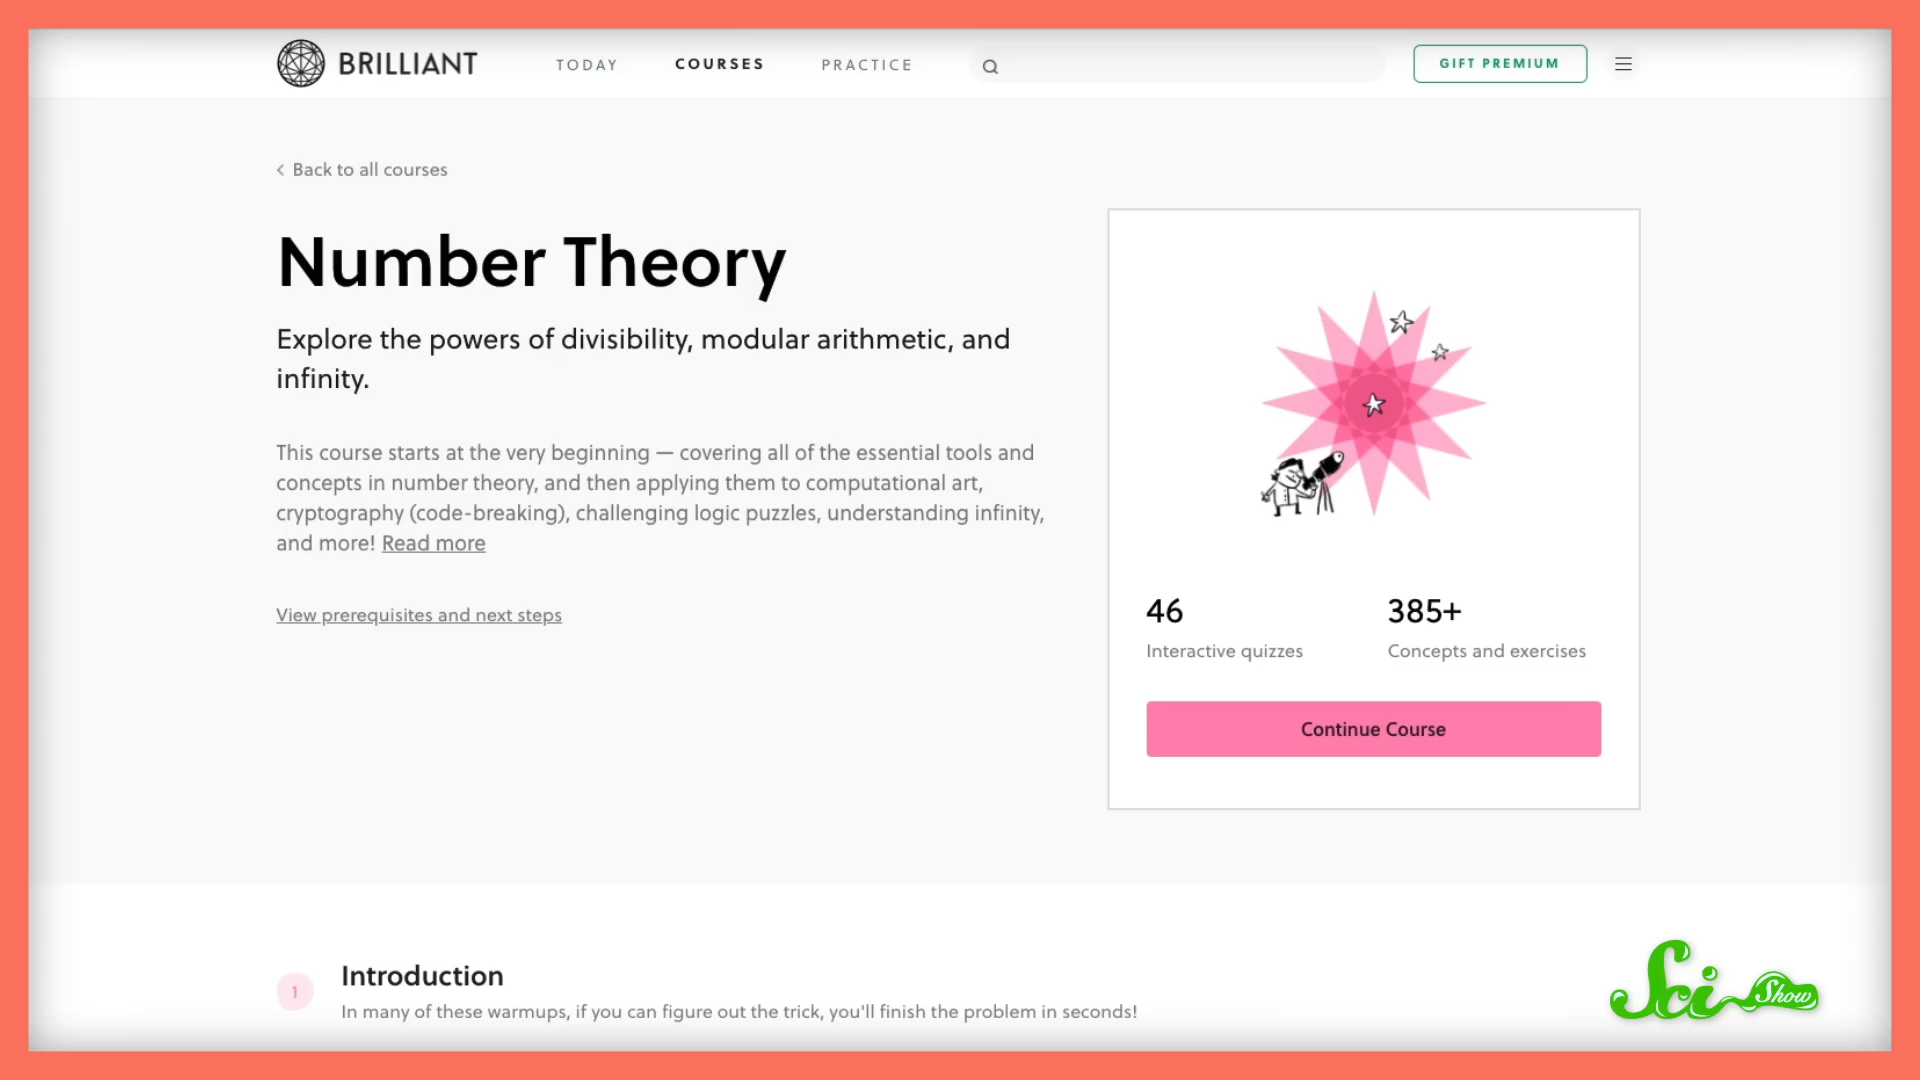 BRILLIANT TODAY COURSES PRACTICE GIFT PREMIUM
Back to all courses
Number Theory
Explore the powers of divisibility, modular arithmetic, and
infinity.
This course starts at the very beginning — covering all of the essential tools and
concepts in number theory, and then applying them to computational art,
cryptography (code-breaking), challenging logic puzzles, understanding infinity,
and more! Read more
View prerequisites and next steps
46
Interactive quizzes
385+
Concepts and exercises
Continue Course
1
Introduction
In many of these warmups, if you can figure out the trick, you'll finish the problem in seconds!
Sci Show